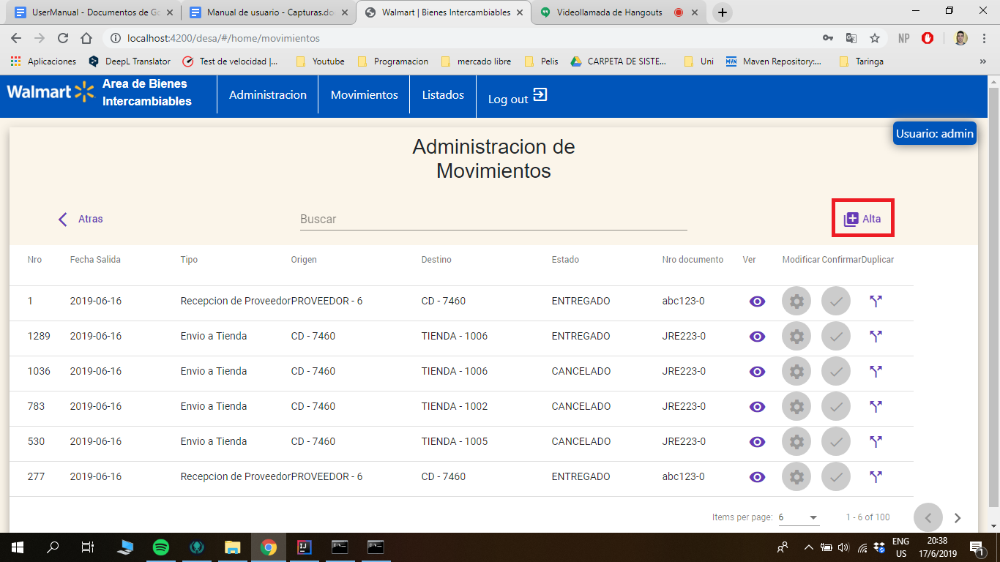 UserManual - Documentos de Go
Manual de usuario - Capturas.do
Walmart | Bienes Intercambiables
Videollamada de Hangouts
localhost:4200/desa/#/home/movimientos
NP
Aplicaciones
DeepL Translator
Test de velocidad |...
Youtube
Programacion
mercado libre
Pelis
CARPETA DE SISTE...
Uni
Maven Repository:...
Taringa
»
Walmart
Area de Bienes
Intercambiables
Administracion
Movimientos
Listados
Log out
Usuario: admin
Administracion de
Movimientos
Atras
Buscar
Alta
Nro Fecha Salida Tipo Origen Destino Estado Nro documento Ver Modificar Confirmar Duplicar
1 2019-06-16 Recepcion de Proveedor PROVEEDOR - 6 CD - 7460 ENTREGADO abc123-0
1289 2019-06-16 Envio a Tienda CD - 7460 TIENDA - 1006 ENTREGADO JRE223-0
1036 2019-06-16 Envio a Tienda CD - 7460 TIENDA - 1006 CANCELADO JRE223-0
783 2019-06-16 Envio a Tienda CD - 7460 TIENDA - 1002 CANCELADO JRE223-0
530 2019-06-16 Envio a Tienda CD - 7460 TIENDA - 1005 CANCELADO JRE223-0
277 2019-06-16 Recepcion de Proveedor PROVEEDOR - 6 CD - 7460 ENTREGADO abc123-0
Items per page: 6 1 - 6 of 100
ENG 20:38
US 17/6/2019
1